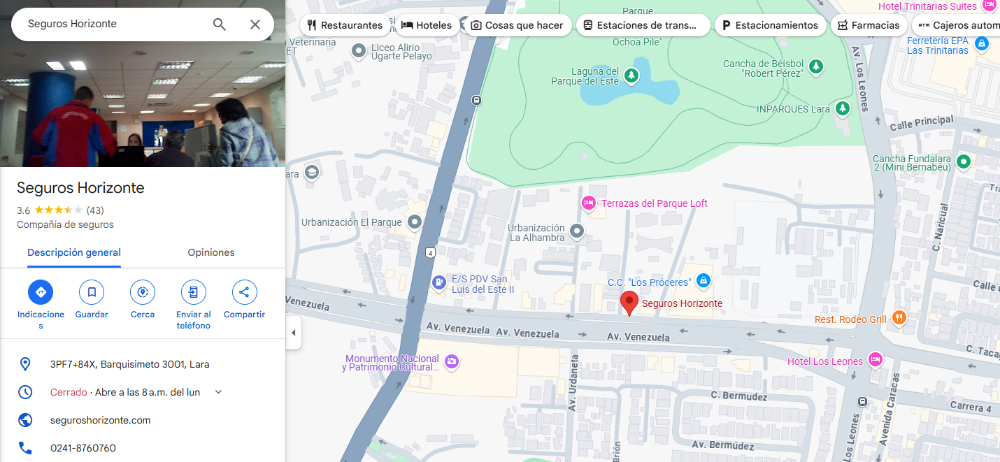 Seguros Horizonte
Seguros Horizonte
3.6 (43)
Compañía de seguros
Descripción general
Opiniones
Indicacione
s
Guardar
Cerca
Enviar al
teléfono
Compartir
3PF7+84X, Barquisimeto 3001, Lara
Cerrado · Abre a las 8 a.m. del lun
seguroshorizonte.com
0241-8760760
Restaurantes
Hoteles
Cosas que hacer
Estaciones de trans...
Estacionamientos
Farmacias
Cajeros autom
Hotel Trinitarias Suites
Parque
Ochoa Pile"
Veterinaria
ET
Liceo Alirio
Ugarte Pelayo
Ferretería EPA
Las Trinitarias
Laguna del
Parque del Este
Cancha de Béisbol
"Robert Pérez"
Av. Los Leones
INPARQUES Lara
Calle Principal
Cancha Fundalara
2 (Mini Bernabéu)
ara
Terrazas del Parque Loft
Urbanización El Parque
Urbanización
La Alhambra
C. Naricual
4
E/S PDV San
Luis del Este II
C.C. "Los Próceres"
Seguros Horizonte
Venezuela
Rest. Rodeo Grill
Av. Venezuela
Av. Venezuela
Av. Venezuela
Monumento Nacional
y Patrimonio Cultural...
Hotel Los Leones
Av. Urdaneta
C. Bermudez
Av. Bermúdez
Carrera 4
Avenida Caracas
Los Leones
Brión